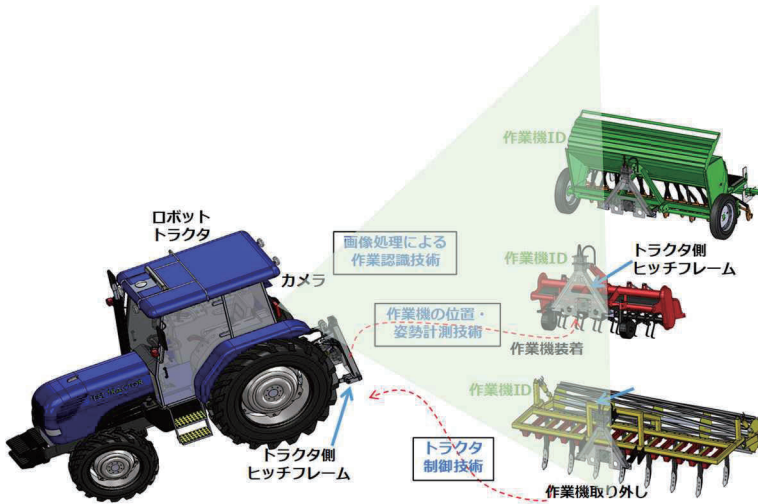 作業機ID
ロボット
トラクタ
画像処理による
作業認識技術
作業機ID
トラクタ側
ヒッチフレーム
カメラ
作業機の位置・
姿勢計測技術
作業機装着
作業機ID
トラクタ側
ヒッチフレーム
トラクタ
制御技術
作業機取り外し